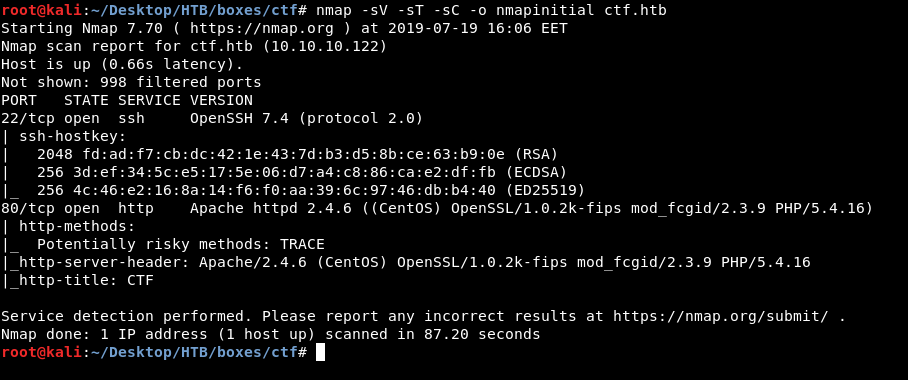 root@kali:~/Desktop/HTB/boxes/ctf# nmap -sV -sT -sC -o nmapinitial ctf.htb
Starting Nmap 7.70 ( https://nmap.org ) at 2019-07-19 16:06 EET
Nmap scan report for ctf.htb (10.10.10.122)
Host is up (0.66s latency).
Not shown: 998 filtered ports
PORT   STATE SERVICE VERSION
22/tcp open  ssh     OpenSSH 7.4 (protocol 2.0)
| ssh-hostkey:
|   2048 fd:ad:f7:cb:dc:42:1e:43:7d:b3:d5:8b:ce:63:b9:0e (RSA)
|   256 3d:ef:34:5c:e5:17:5e:06:d7:a4:c8:86:ca:e2:df:fb (ECDSA)
|_  256 4c:46:e2:16:8a:14:f6:f0:aa:39:6c:97:46:db:b4:40 (ED25519)
80/tcp open  http    Apache httpd 2.4.6 ((CentOS) OpenSSL/1.0.2k-fips mod_fcgid/2.3.9 PHP/5.4.16)
| http-methods:
|_  Potentially risky methods: TRACE
|_http-server-header: Apache/2.4.6 (CentOS) OpenSSL/1.0.2k-fips mod_fcgid/2.3.9 PHP/5.4.16
|_http-title: CTF
Service detection performed. Please report any incorrect results at https://nmap.org/submit/ .
Nmap done: 1 IP address (1 host up) scanned in 87.20 seconds
root@kali:~/Desktop/HTB/boxes/ctf#